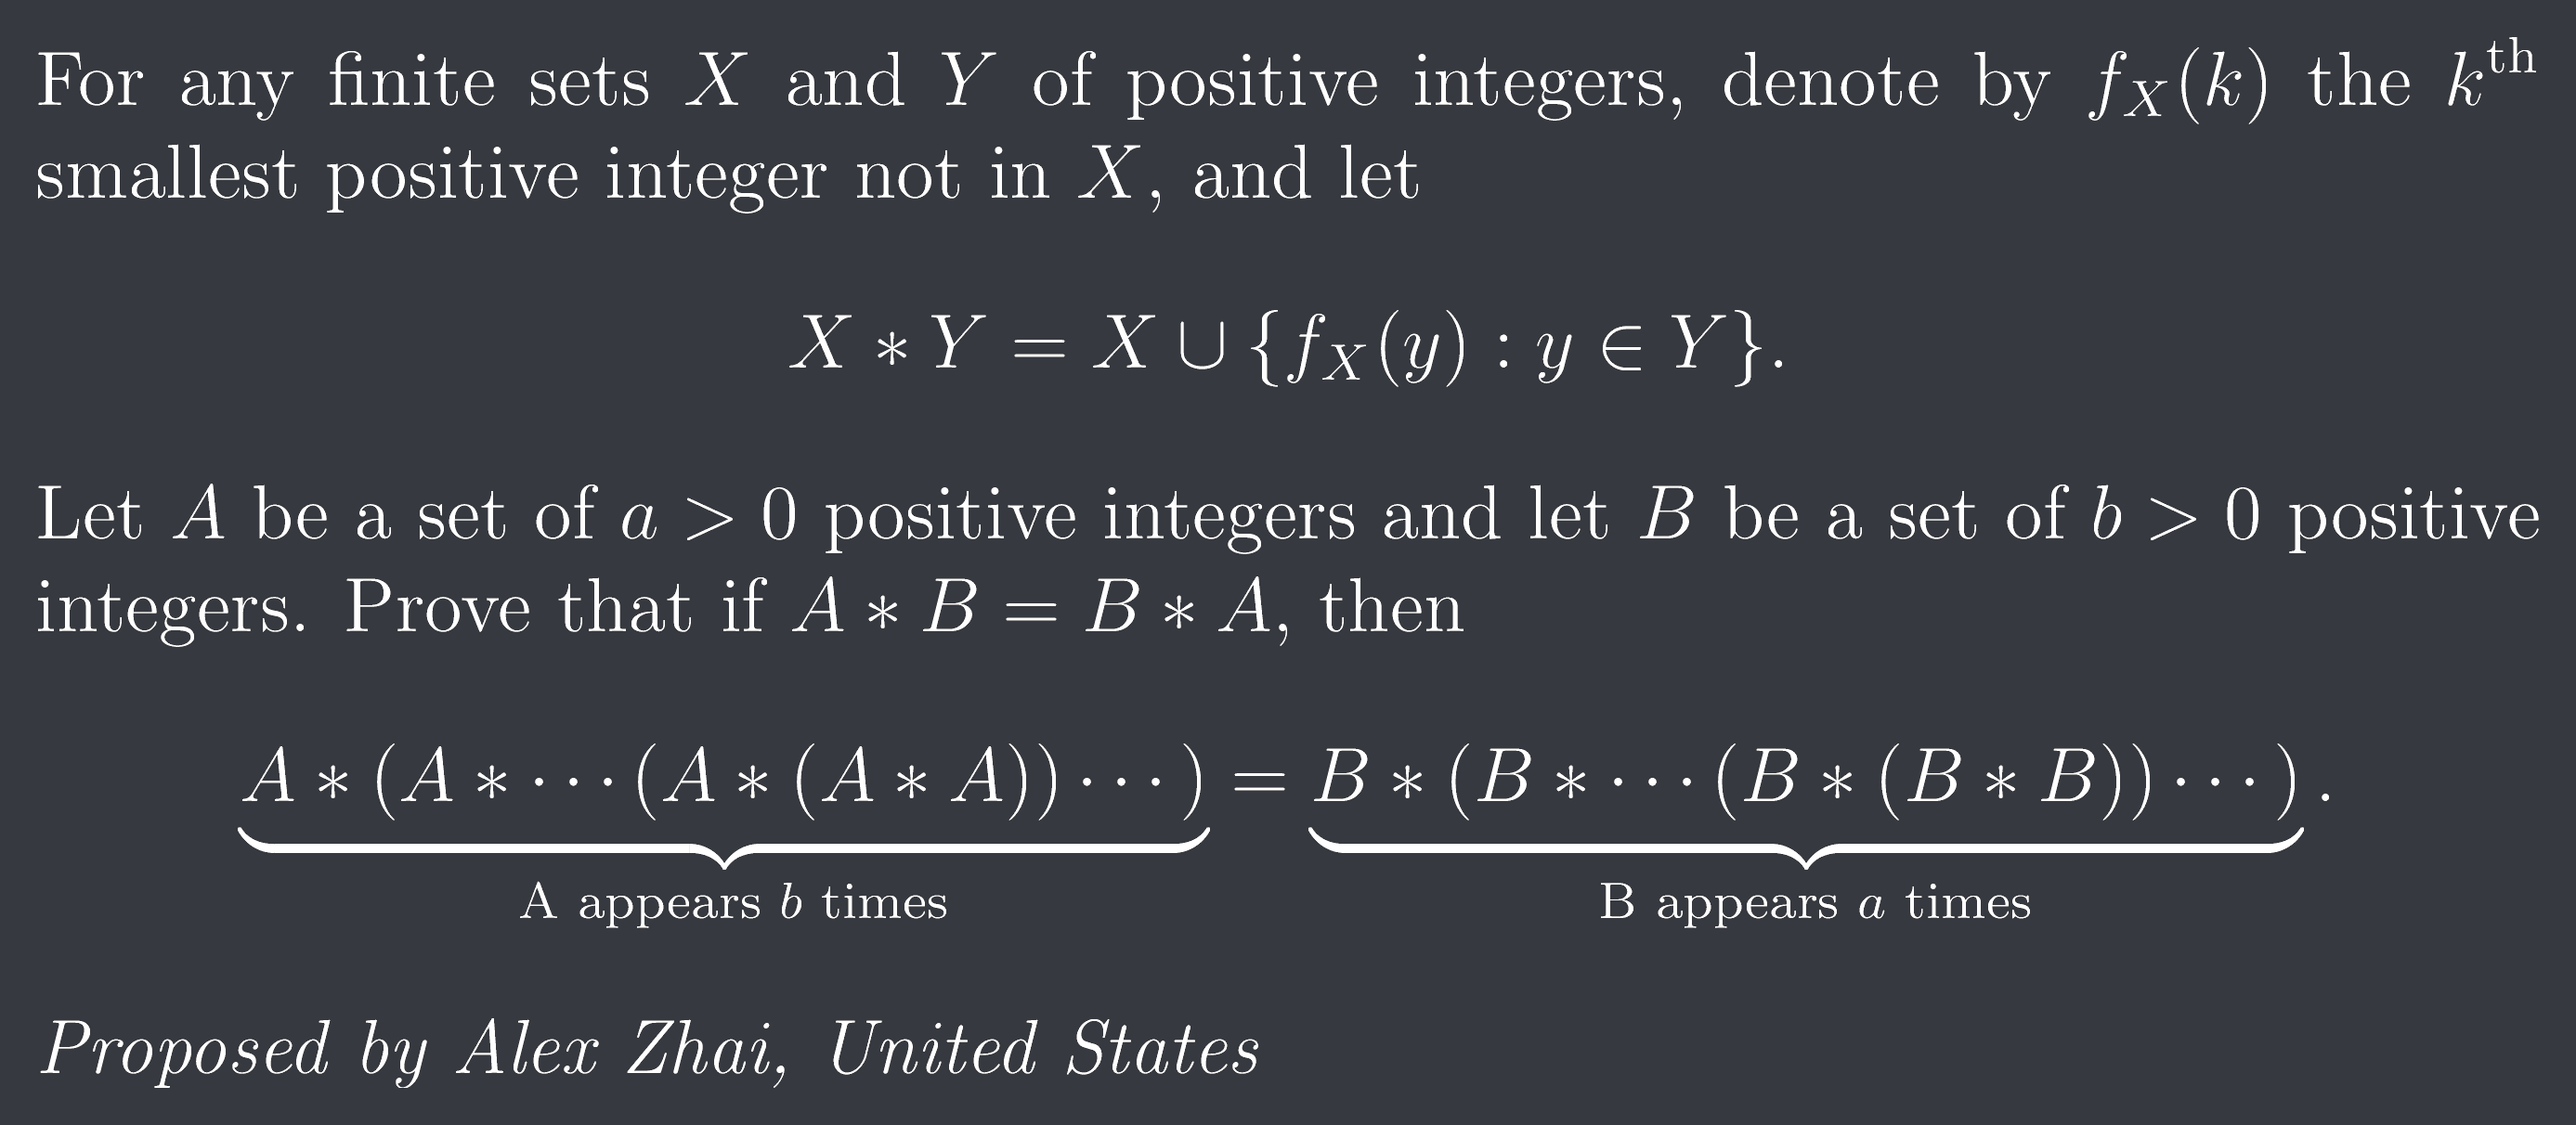 For any finite sets X and Y of positive integers, denote by f_X(k) the k^th
smallest positive integer not in X, and let
X ∗ Y = X ∪ {f_X(y) : y ∈ Y}.
Let A be a set of a > 0 positive integers and let B be a set of b > 0 positive
integers. Prove that if A ∗ B = B ∗ A, then
A ∗ (A ∗ ⋯ (A ∗ (A ∗ A)) ⋯ ) = B ∗ (B ∗ ⋯ (B ∗ (B ∗ B)) ⋯ ) .
A appears b times B appears a times
Proposed by Alex Zhai, United States